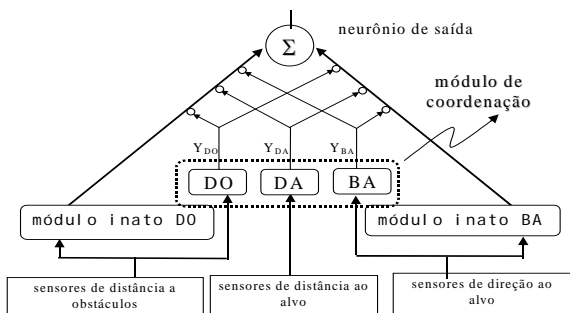 neurônio de saída
Σ
módulo de
coordenação
Y_DO Y_DA Y_BA
DO DA BA
módulo inato DO
módulo inato BA
sensores de distância a
obstáculos
sensores de distância ao
alvo
sensores de direção ao
alvo